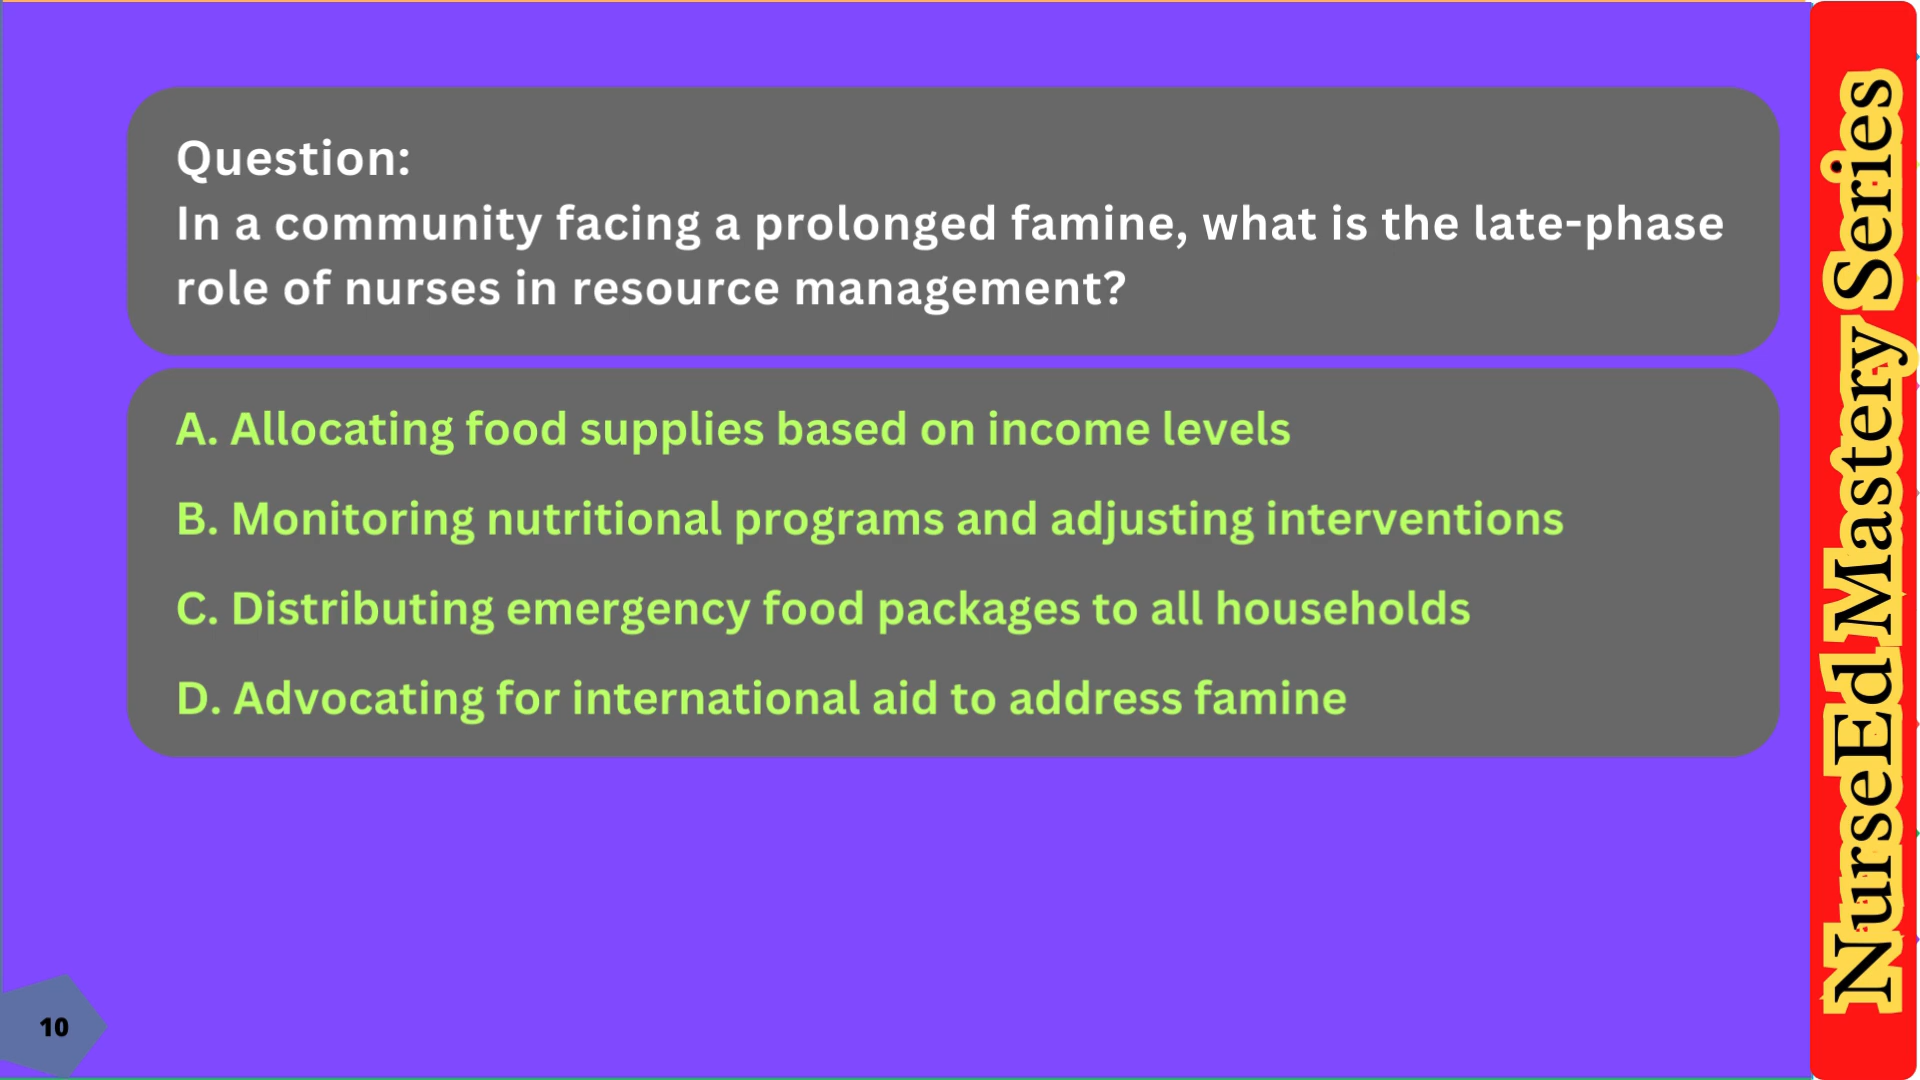 Question:
In a community facing a prolonged famine, what is the late-phase
role of nurses in resource management?
A. Allocating food supplies based on income levels
B. Monitoring nutritional programs and adjusting interventions
C. Distributing emergency food packages to all households
D. Advocating for international aid to address famine
10
NurseEd Mastery Series